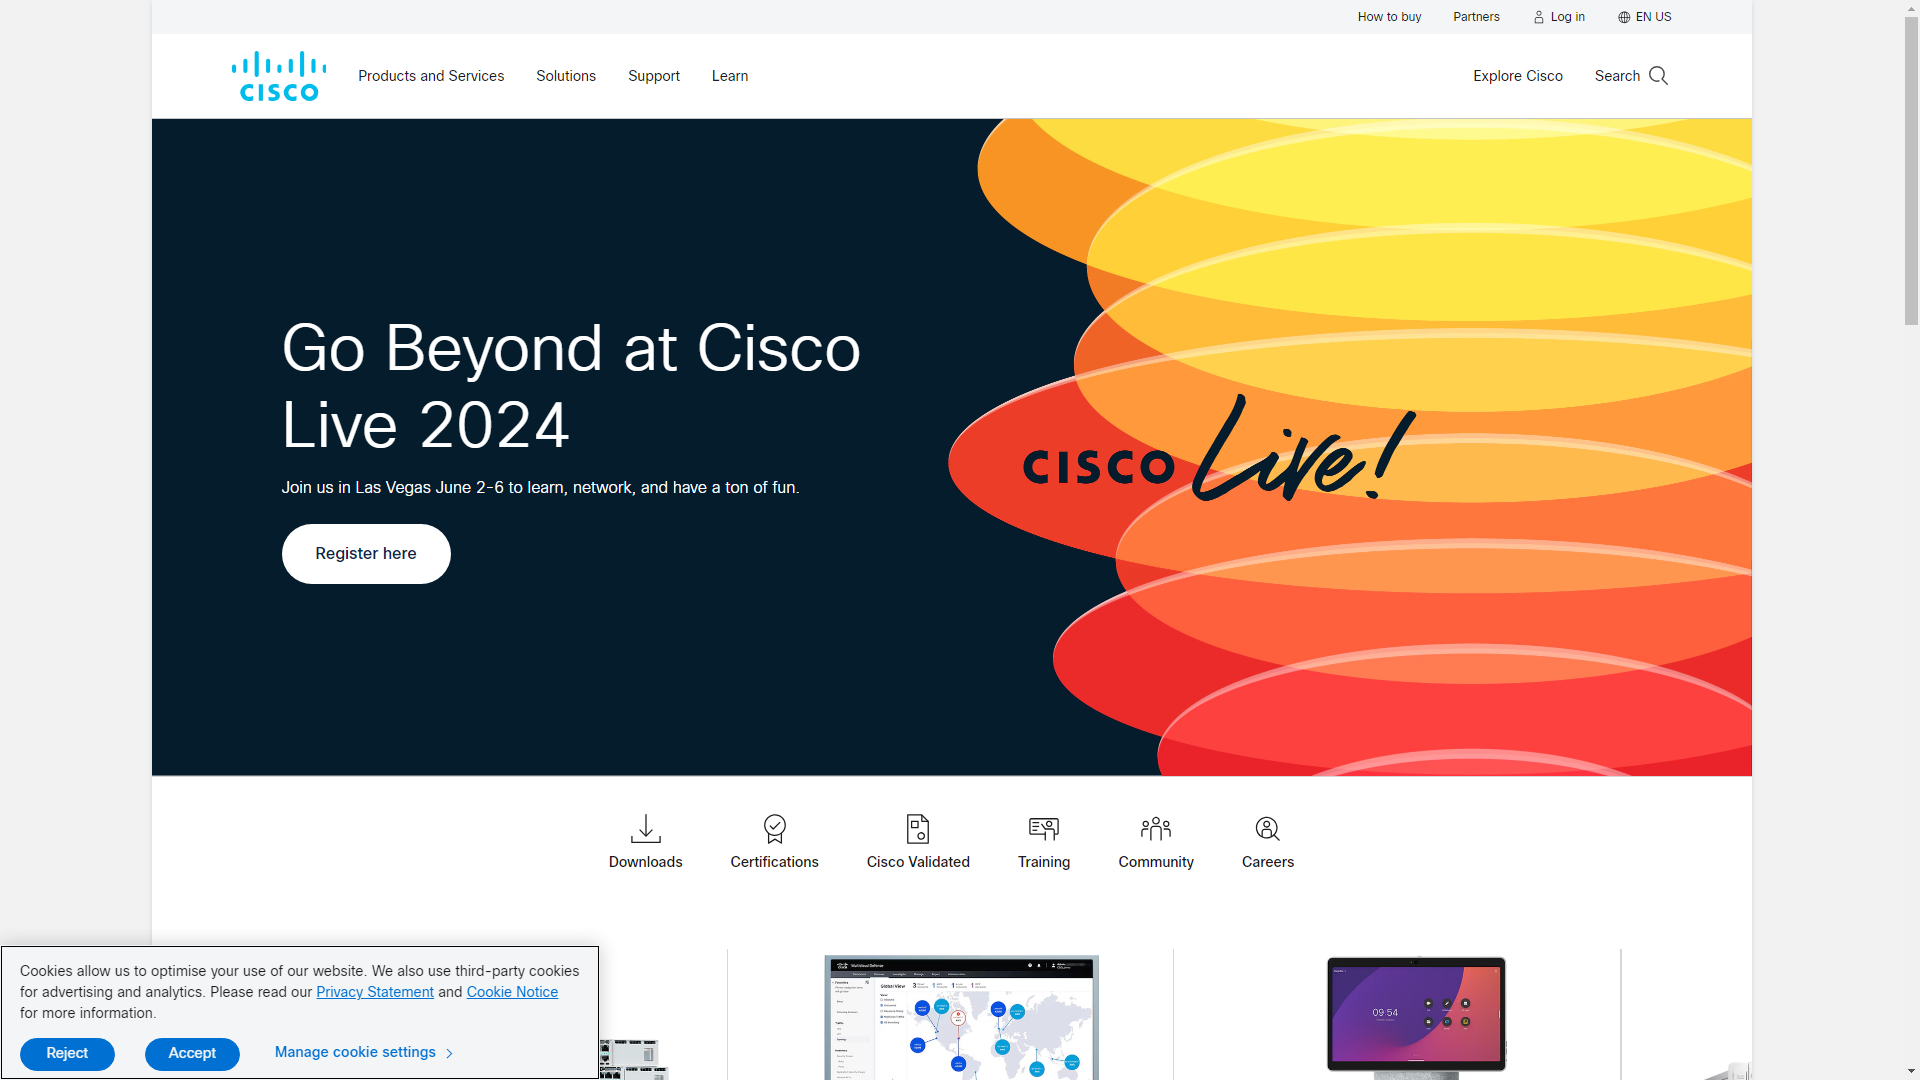 How to buy
Partners
Log in
EN US
CISCO
Products and Services
Solutions
Support
Learn
Explore Cisco
Search
Go Beyond at Cisco
Live 2024
Join us in Las Vegas June 2-6 to learn, network, and have a ton of fun.
Register here
CISCO Live!
Downloads
Certifications
Cisco Validated
Training
Community
Careers
Global View
09:54
Cookies allow us to optimise your use of our website. We also use third-party cookies
for advertising and analytics. Please read our Privacy Statement and Cookie Notice
for more information.
Reject
Accept
Manage cookie settings